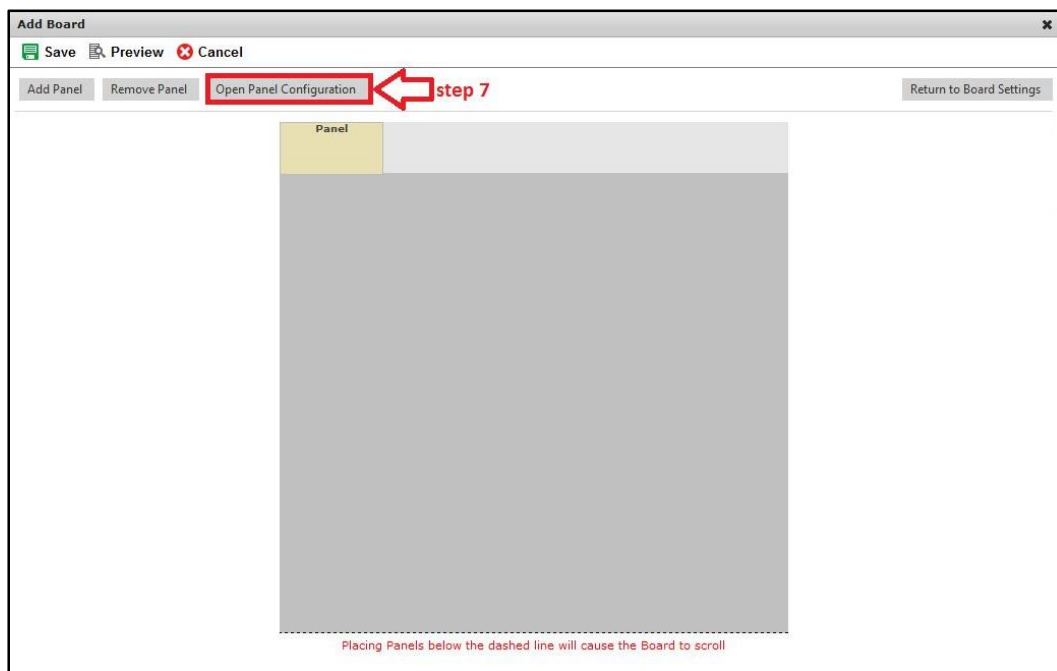 Add Board
Save Preview Cancel
Add Panel Remove Panel Open Panel Configuration step 7 Return to Board Settings
Panel
Placing Panels below the dashed line will cause the Board to scroll